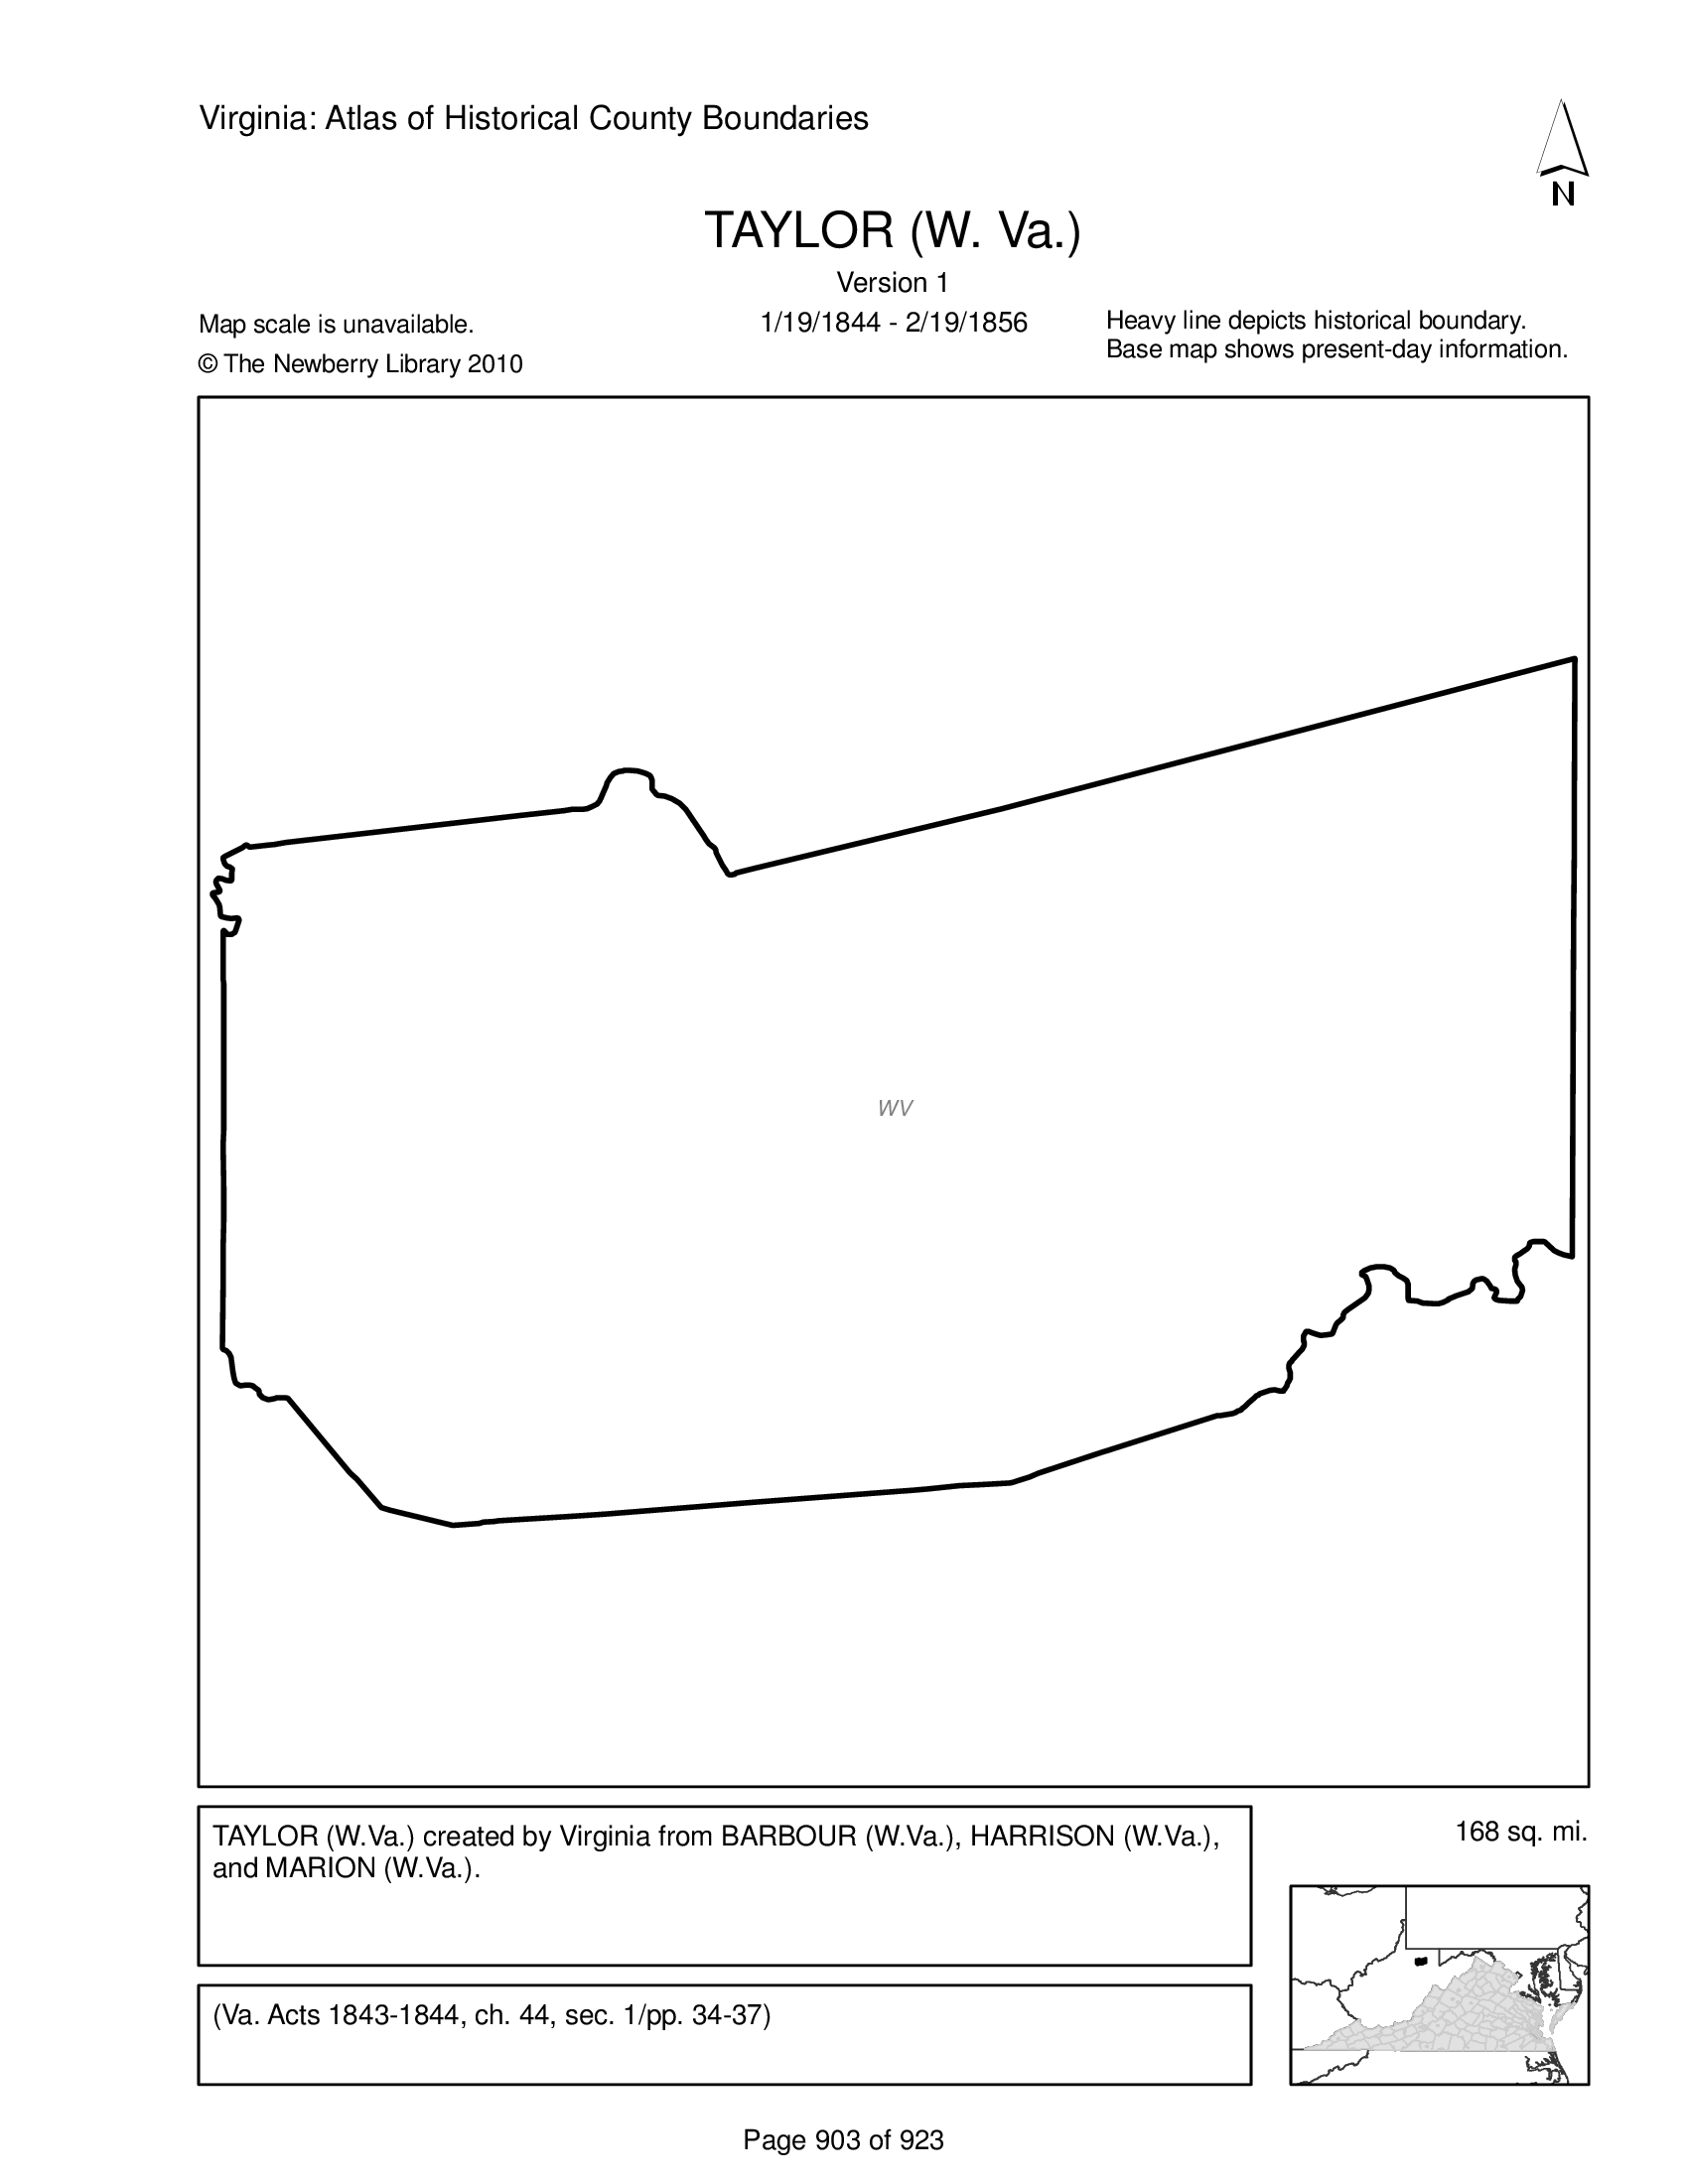 Virginia: Atlas of Historical County Boundaries
N
TAYLOR (W. Va.)
Version 1
1/19/1844 - 2/19/1856
Map scale is unavailable.
© The Newberry Library 2010
Heavy line depicts historical boundary.
Base map shows present-day information.
WV
TAYLOR (W.Va.) created by Virginia from BARBOUR (W.Va.), HARRISON (W.Va.),
and MARION (W.Va.).
168 sq. mi.
(Va. Acts 1843-1844, ch. 44, sec. 1/pp. 34-37)
Page 903 of 923